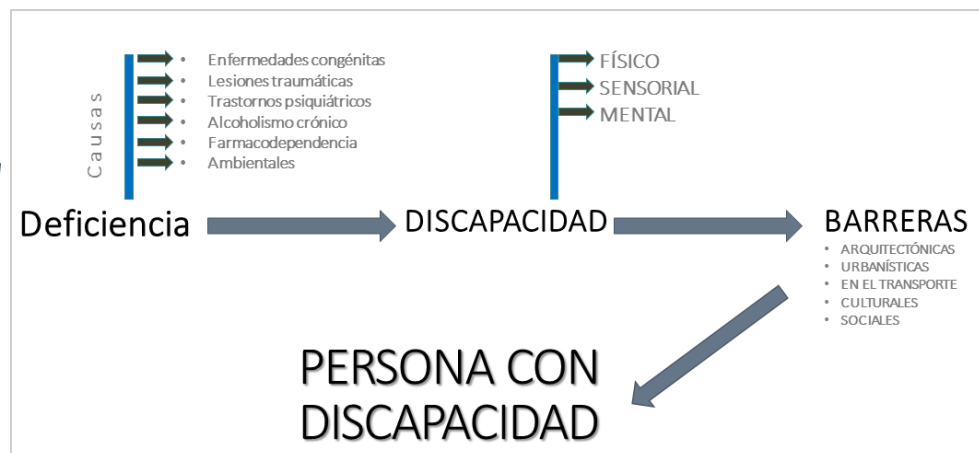 Causas
• Enfermedades congénitas
• Lesiones traumáticas
• Trastornos psiquiátricos
• Alcoholismo crónico
• Farmacodependencia
• Ambientales
FÍSICO
SENSORIAL
MENTAL
Deficiencia
DISCAPACIDAD
BARRERAS
• ARQUITECTÓNICAS
• URBANÍSTICAS
• EN EL TRANSPORTE
• CULTURALES
• SOCIALES
PERSONA CON
DISCAPACIDAD